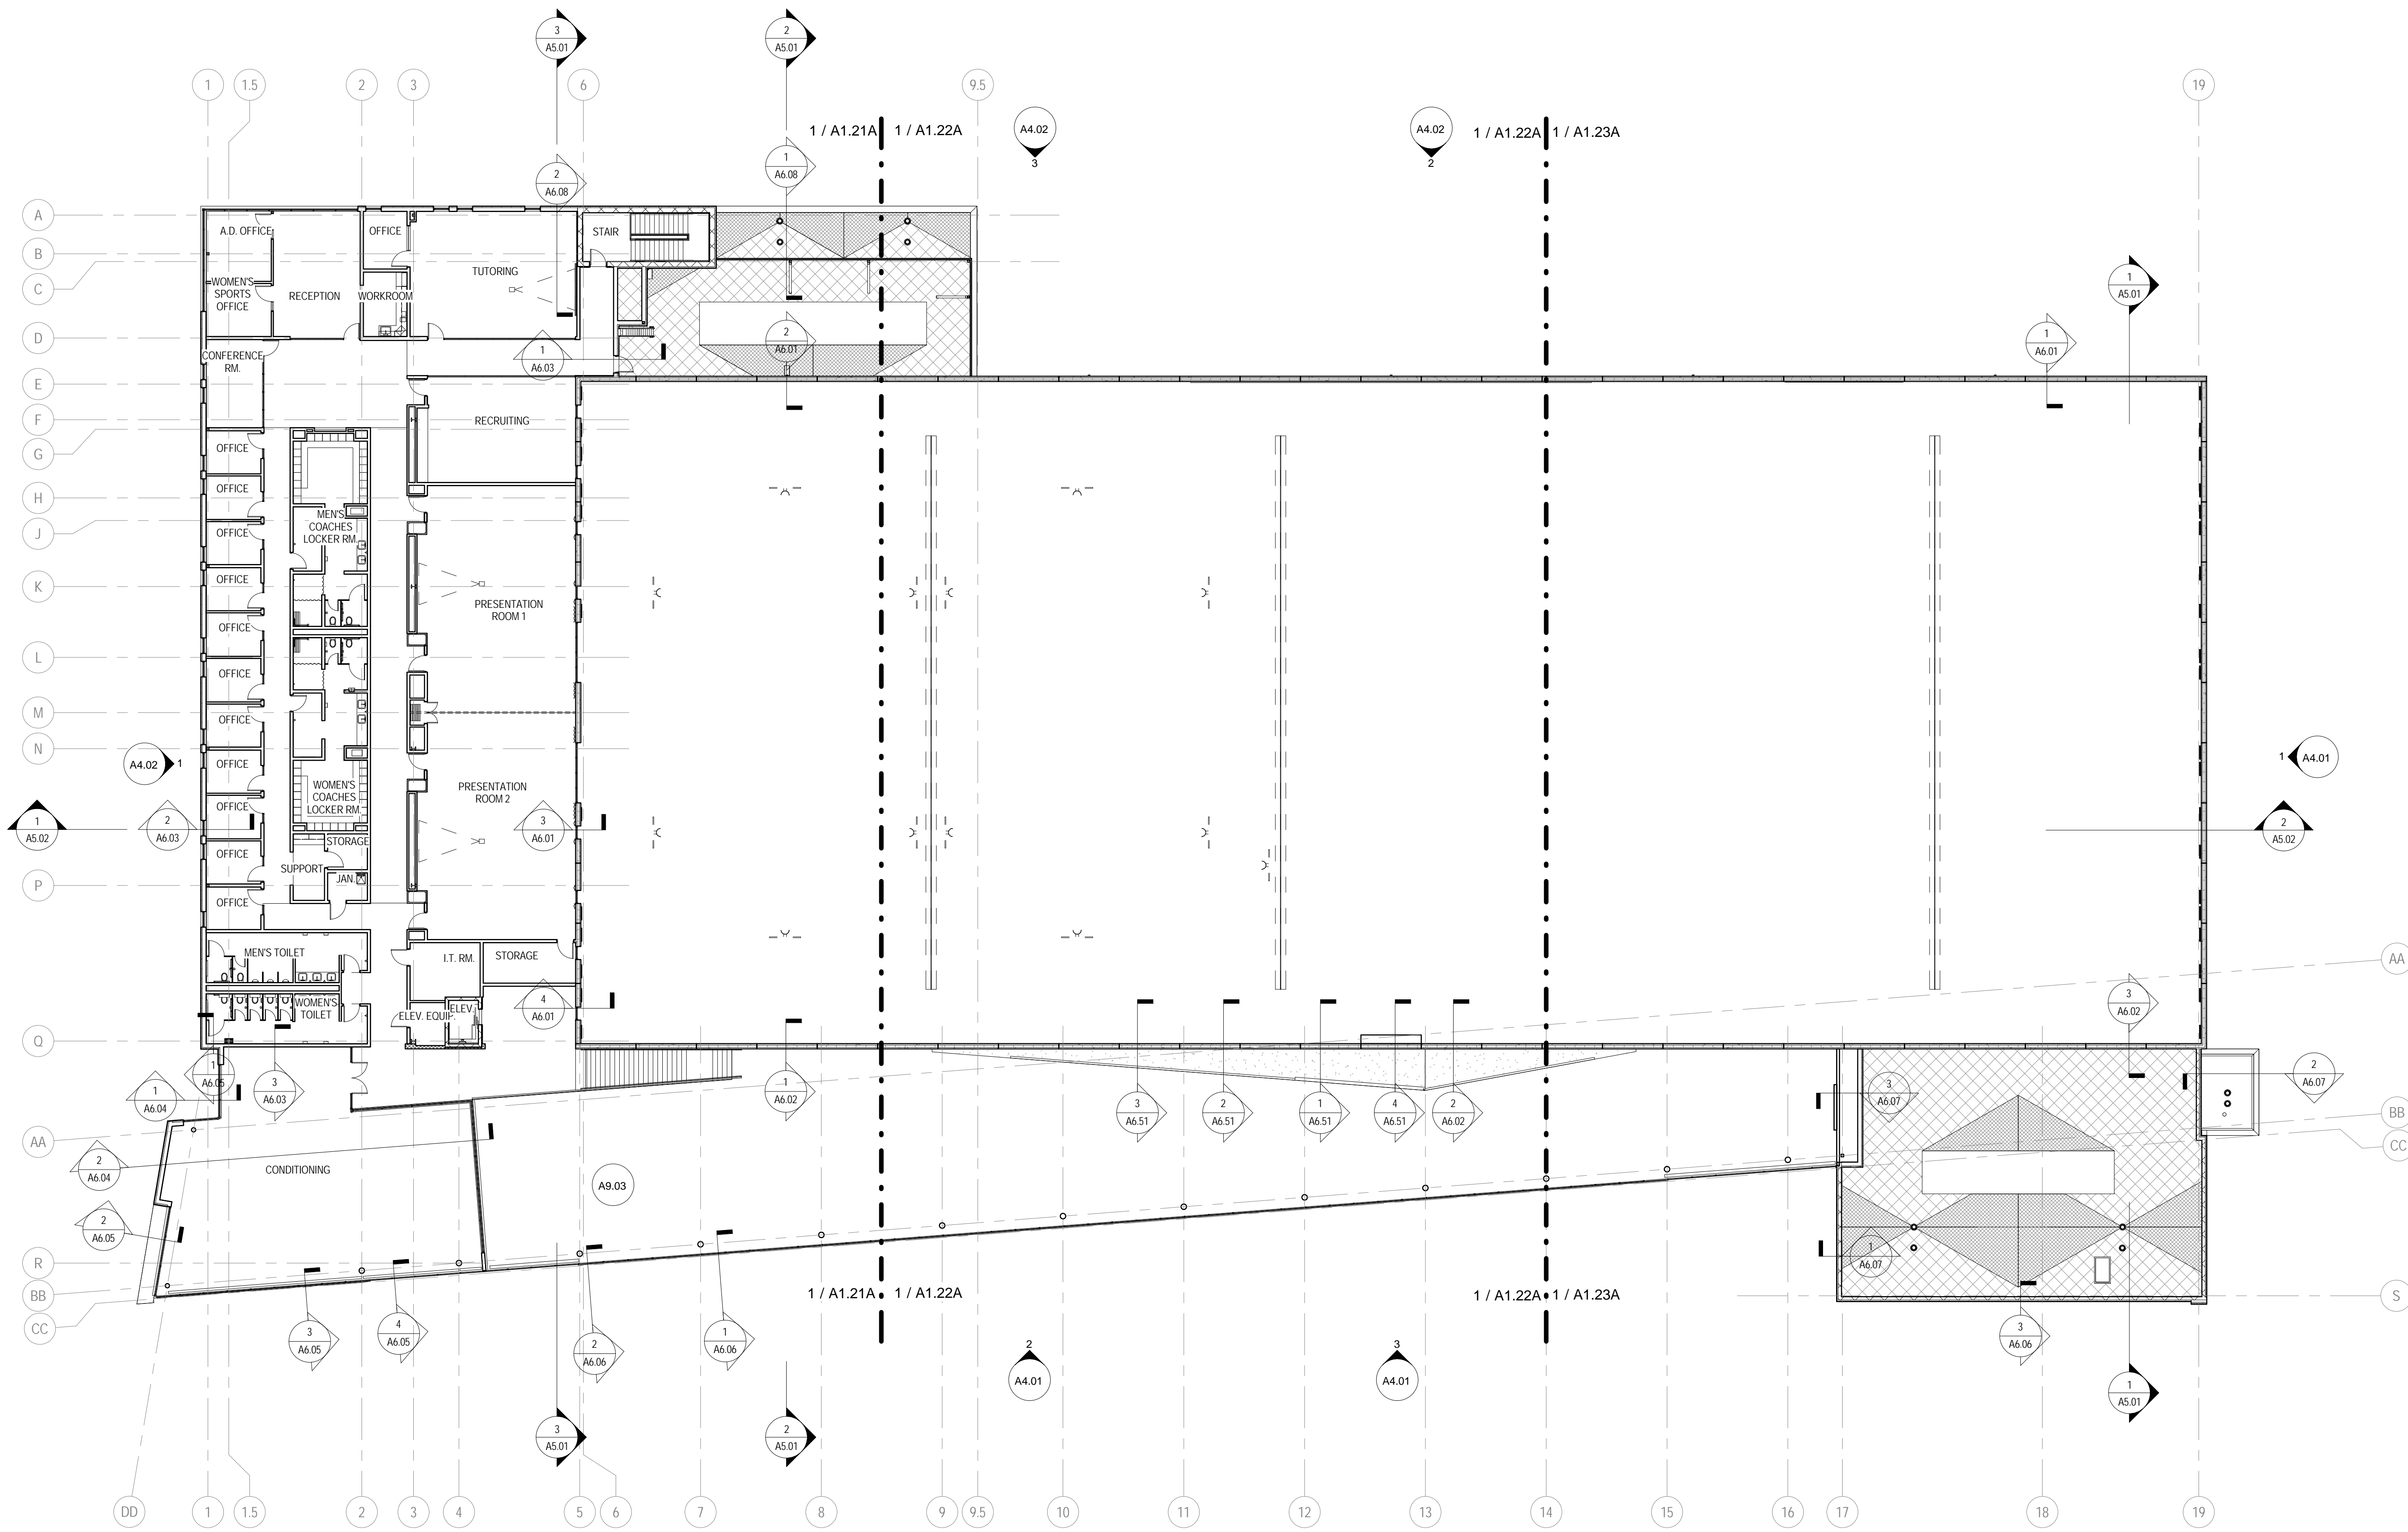 3
A5.01
2
A5.01
1
1.5
2
3
6
9.5
19
1 / A1.21A
1 / A1.22A
A4.02
3
A4.02
2
1 / A1.22A
1 / A1.23A
1
A6.08
2
A6.08
A
B
C
D
E
F
G
H
J
K
L
M
N
P
Q
AA
R
BB
CC
A.D. OFFICE
OFFICE
STAIR
TUTORING
WOMEN'S
SPORTS
OFFICE
RECEPTION
WORKROOM
1
A5.01
1
A6.01
2
A6.01
1
A6.03
CONFERENCE
RM.
RECRUITING
OFFICE
OFFICE
MEN'S
COACHES
LOCKER RM.
OFFICE
OFFICE
PRESENTATION
ROOM 1
OFFICE
OFFICE
OFFICE
A4.02
1
OFFICE
WOMEN'S
COACHES
LOCKER RM.
PRESENTATION
ROOM 2
1
A4.01
OFFICE
1
A5.02
2
A6.03
3
A6.01
2
A5.02
STORAGE
OFFICE
SUPPORT
JAN.
OFFICE
MEN'S TOILET
I.T. RM.
STORAGE
AA
WOMEN'S
TOILET
ELEV. EQUIP.
ELEV.
4
A6.01
3
A6.02
1
A6.05
1
A6.04
3
A6.03
1
A6.02
3
A6.51
2
A6.51
1
A6.51
4
A6.51
2
A6.02
3
A6.07
2
A6.07
BB
CC
2
A6.04
CONDITIONING
A9.03
2
A6.05
1
A6.07
1 / A1.21A
1 / A1.22A
1 / A1.22A
1 / A1.23A
S
3
A6.05
4
A6.05
2
A6.06
1
A6.06
3
A6.06
2
A4.01
3
A4.01
1
A5.01
3
A5.01
2
A5.01
DD
1
1.5
2
3
4
5
6
7
8
9
9.5
10
11
12
13
14
15
16
17
18
19